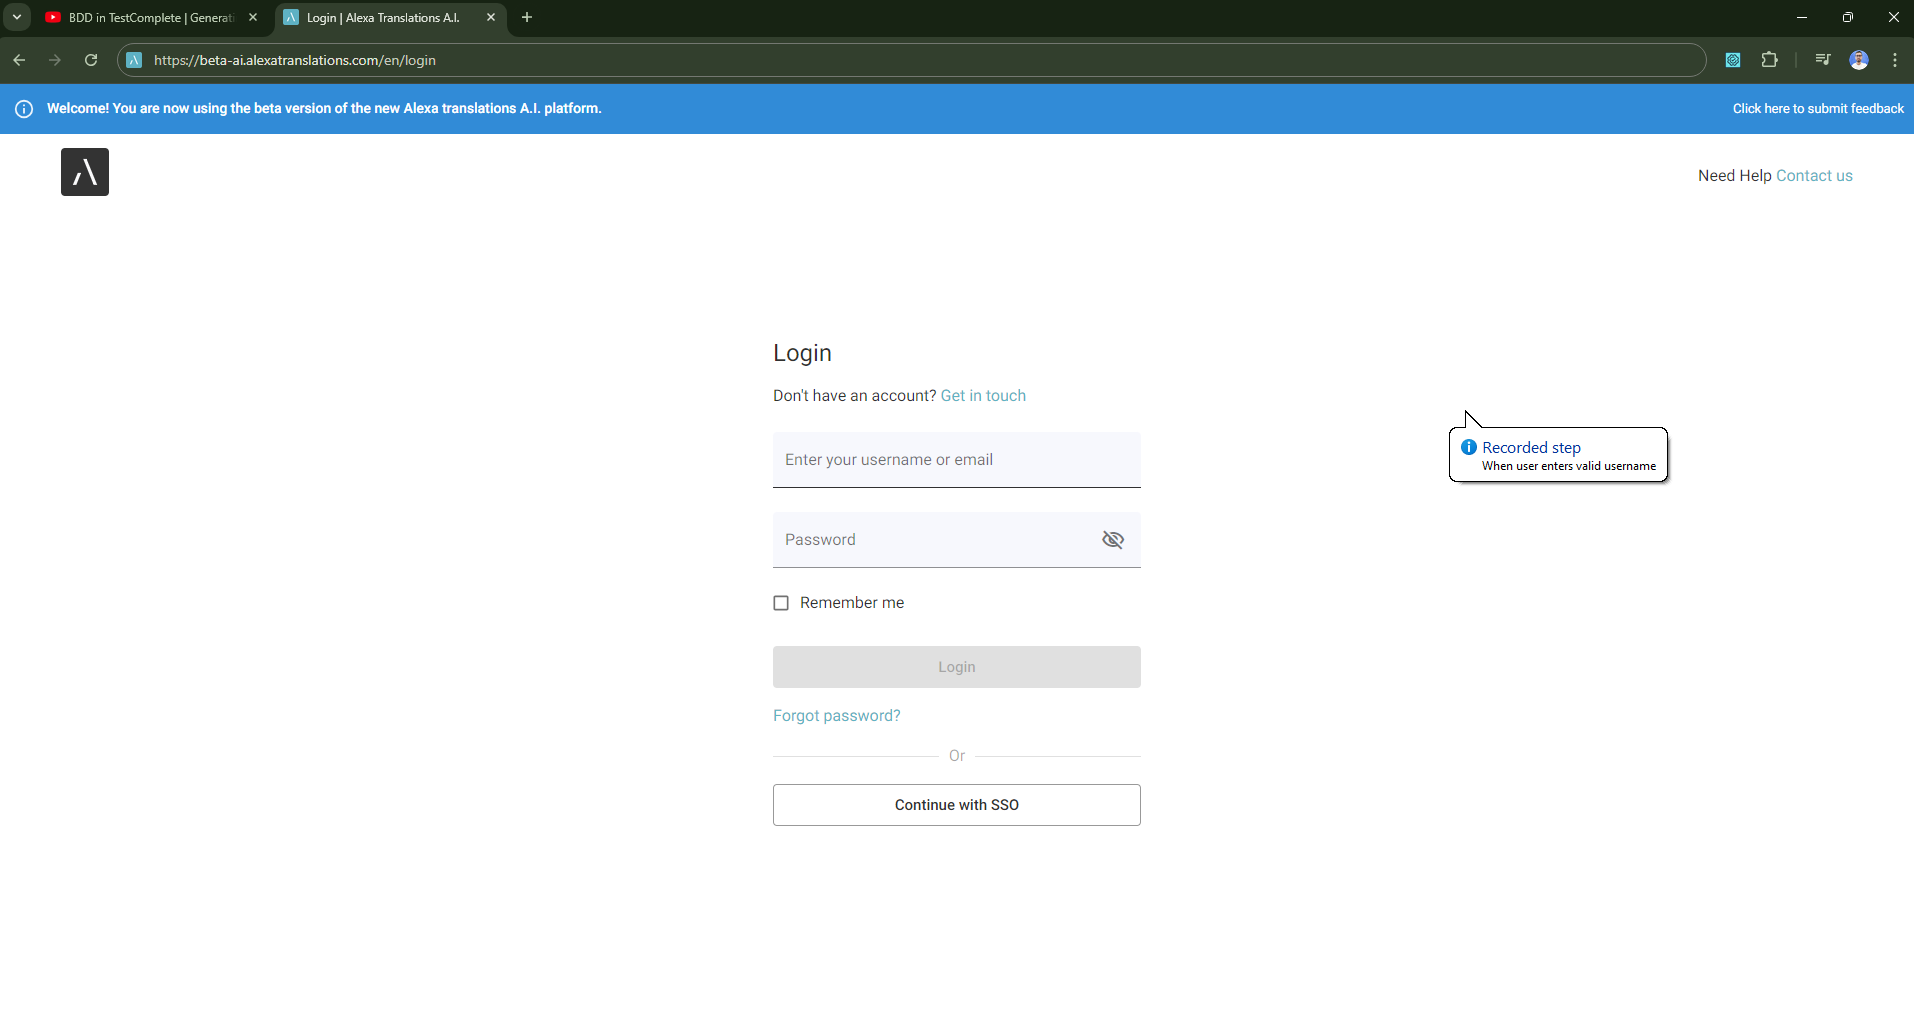 BDD in TestComplete | Generati
Login | Alexa Translations A.I.
https://beta-ai.alexatranslations.com/en/login
Welcome! You are now using the beta version of the new Alexa translations A.I. platform.
Click here to submit feedback
Need Help Contact us
Login
Don't have an account? Get in touch
Enter your username or email
Recorded step
When user enters valid username
Password
Remember me
Login
Forgot password?
Or
Continue with SSO